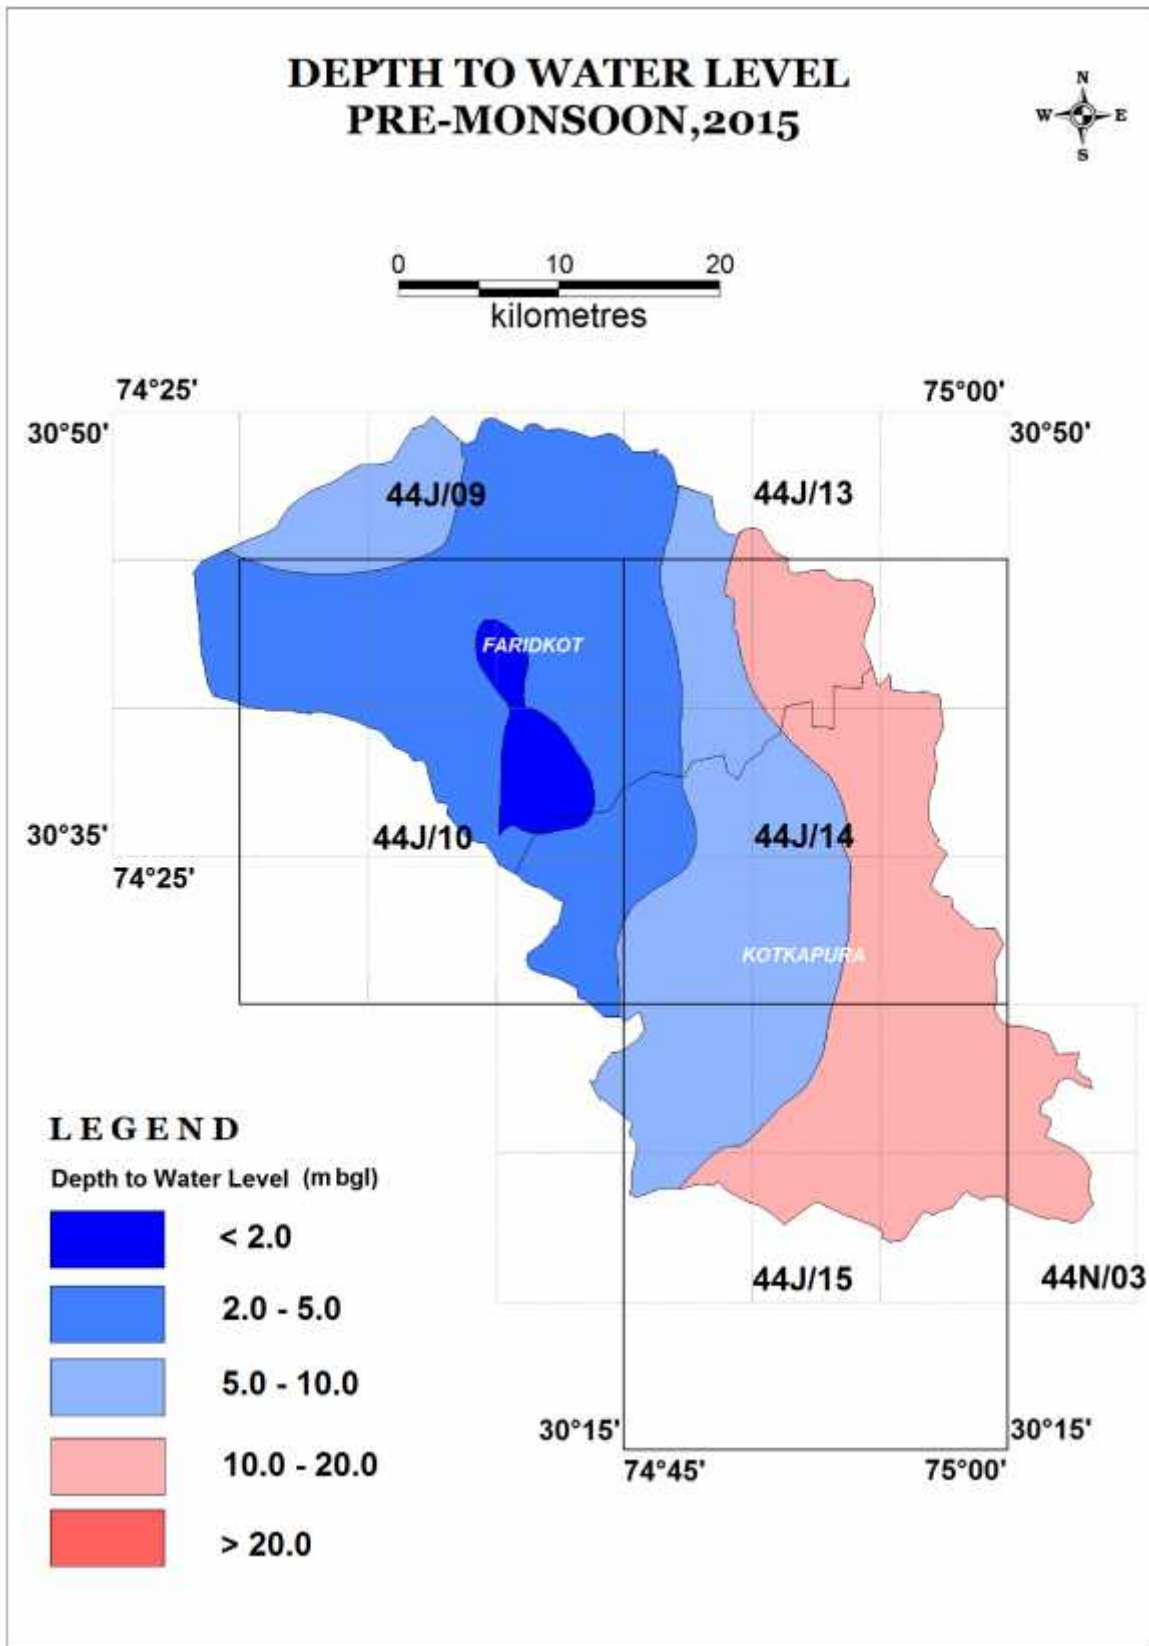 DEPTH TO WATER LEVEL
PRE-MONSOON,2015
N
W E
S
0 10 20
kilometres
74°25' 75°00'
30°50' 30°50'
44J/09 44J/13
FARIDKOT
30°35' 44J/10 44J/14
74°25'
KOTKAPURA
LEGEND
Depth to Water Level (m bgl)
< 2.0
44J/15 44N/03
2.0 - 5.0
5.0 - 10.0
30°15' 30°15'
10.0 - 20.0
74°45' 75°00'
> 20.0